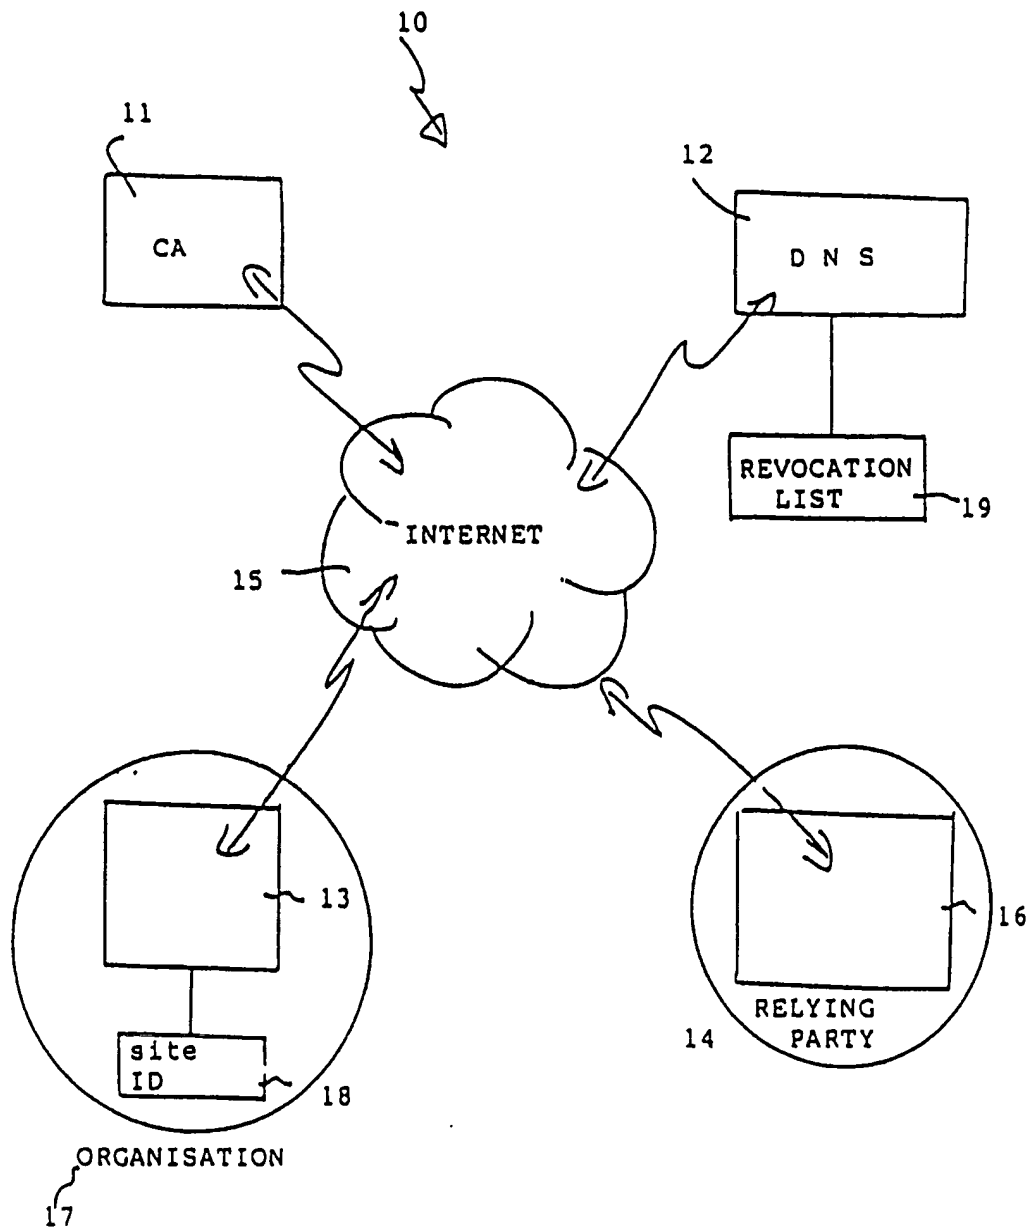 10
11
12
CA
D N S
REVOCATION
LIST
19
INTERNET
15
13
16
RELYING
PARTY
14
site
ID
18
ORGANISATION
17